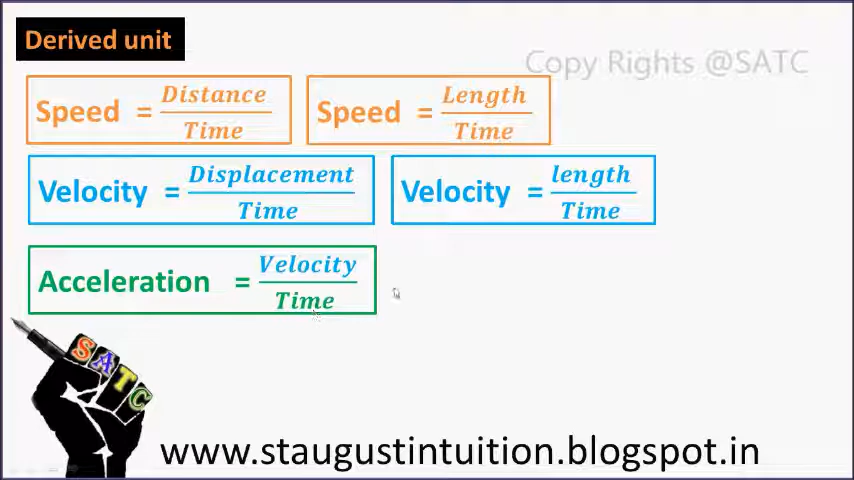 Derived unit
Copy Rights @SATC
Speed = Distance / Time
Speed = Length / Time
Velocity = Displacement / Time
Velocity = length / Time
Acceleration = Velocity / Time
SATC
www.staugustintuition.blogspot.in